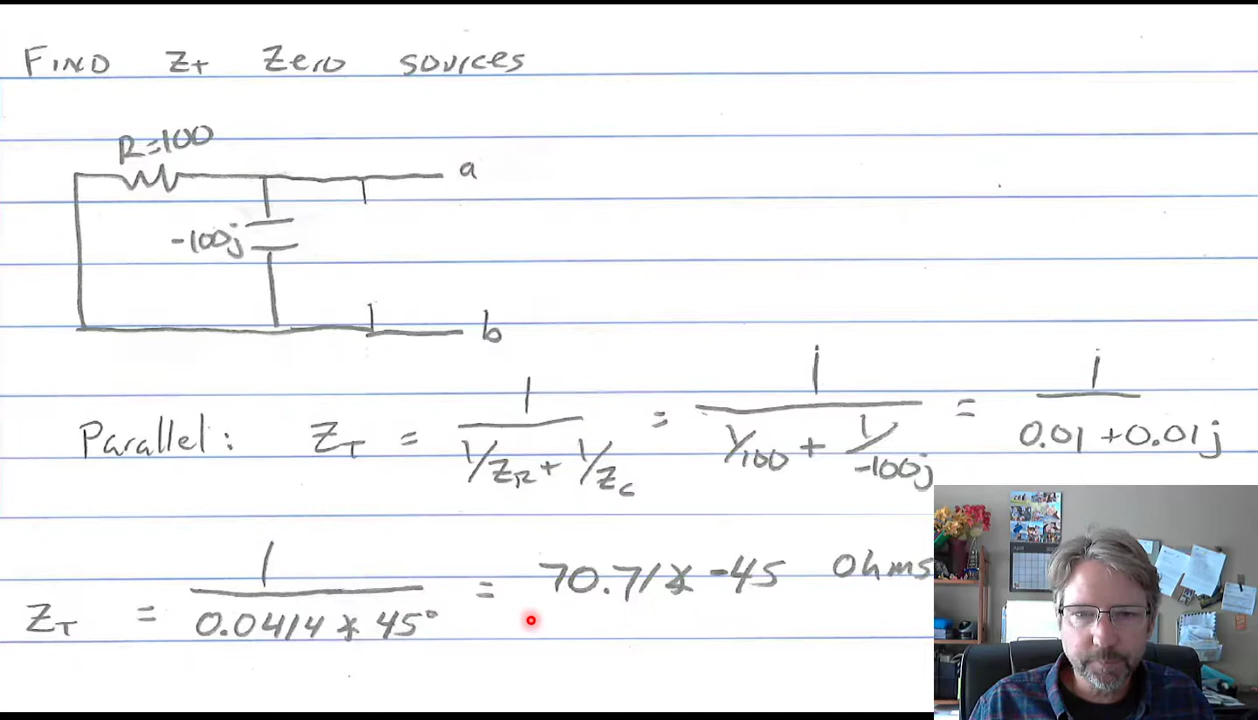 FIND ZT Zero sources
R=100
a
-100j
b
Parallel: ZT = 1/(1/ZR + 1/ZC) = 1/(1/100 + 1/-100j) = 1/(0.01 + 0.01j)
ZT = 1/(0.0414 ∡ 45°) = 70.71 ∡ -45 Ohms